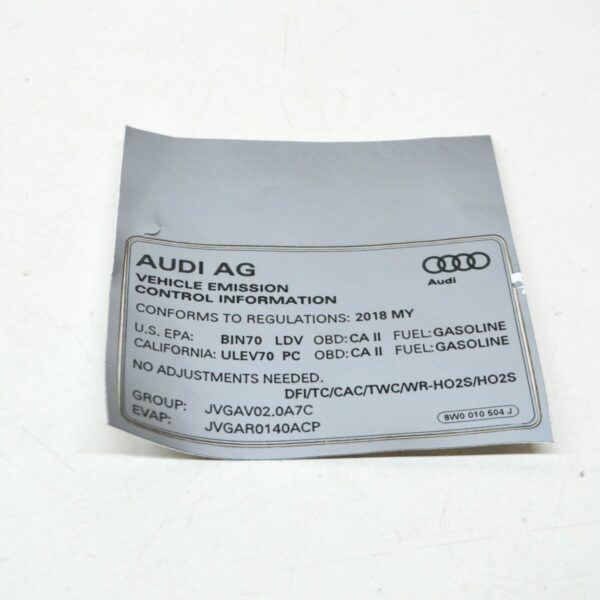 AUDI AG
Audi
VEHICLE EMISSION
CONTROL INFORMATION
CONFORMS TO REGULATIONS: 2018 MY
U.S. EPA: BIN70 LDV OBD:CA II FUEL:GASOLINE
CALIFORNIA: ULEV70 PC OBD:CA II FUEL:GASOLINE
NO ADJUSTMENTS NEEDED.
DFI/TC/CAC/TWC/WR-HO2S/HO2S
GROUP: JVGAV02.0A7C
EVAP: JVGAR0140ACP
8W0 010 504 J